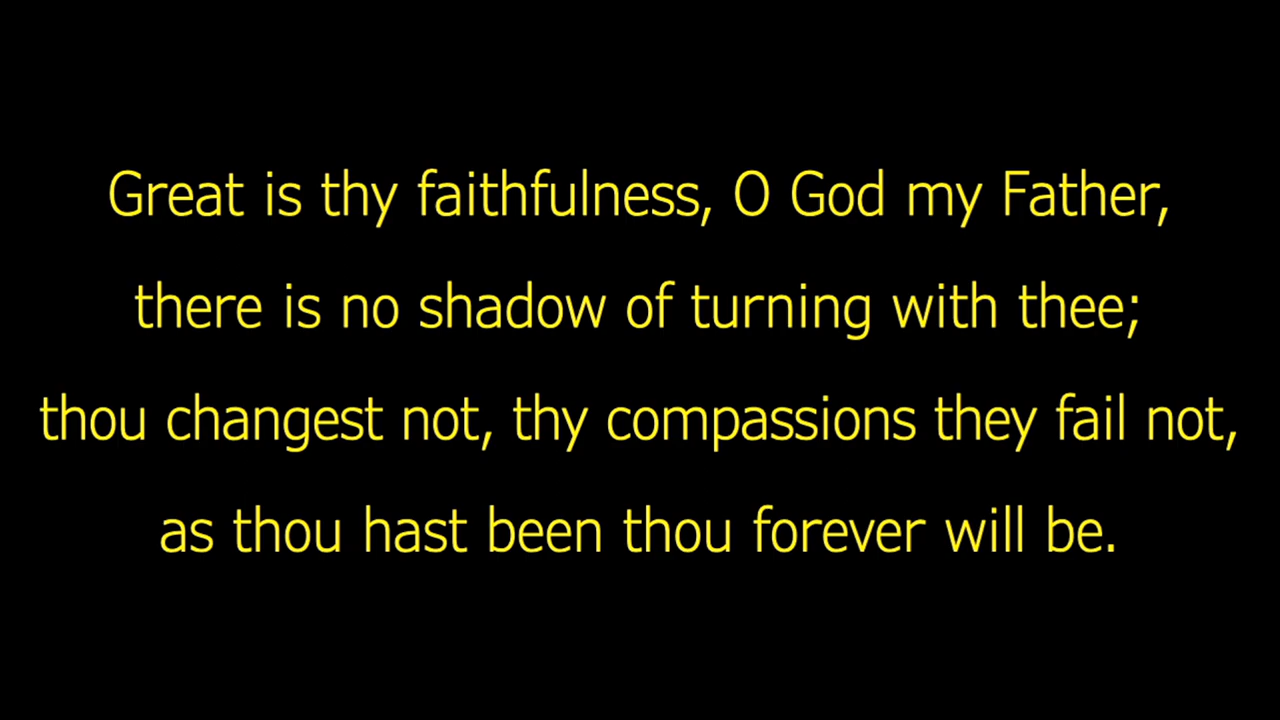 Great is thy faithfulness, O God my Father,
there is no shadow of turning with thee;
thou changest not, thy compassions they fail not,
as thou hast been thou forever will be.